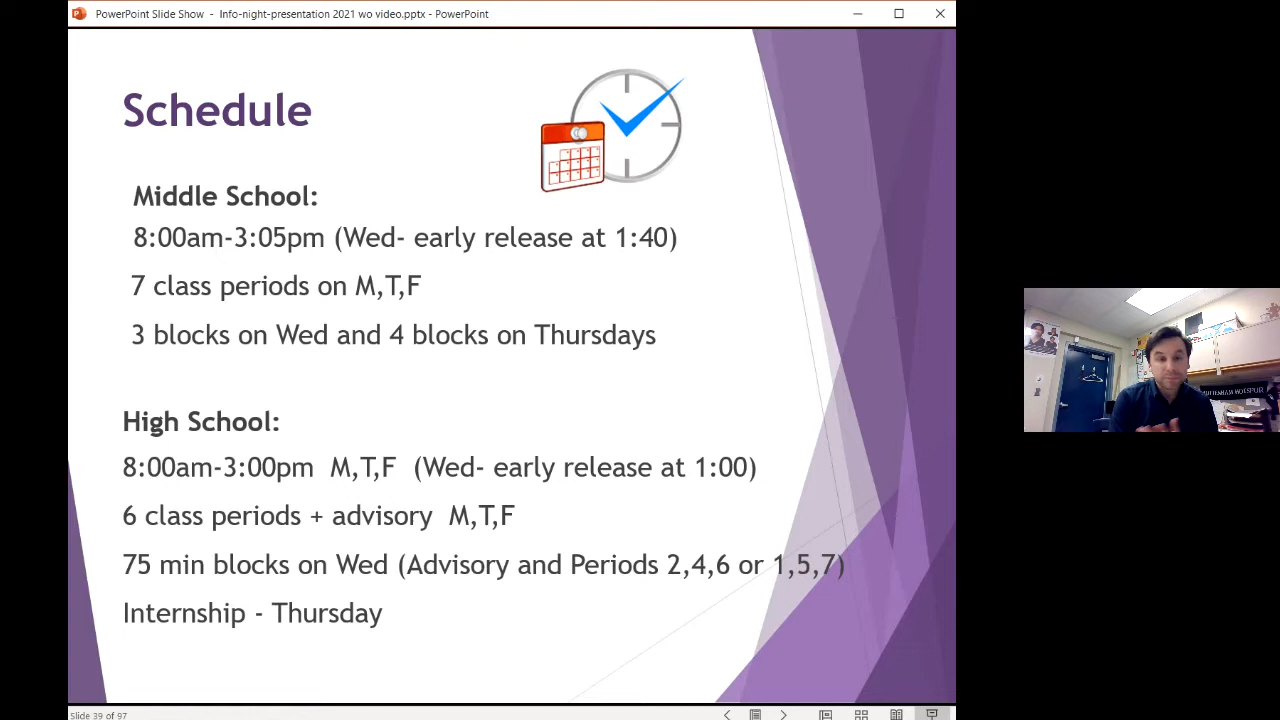 PowerPoint Slide Show - Info-night-presentation 2021 wo video.pptx - PowerPoint
Schedule
Middle School:
8:00am-3:05pm (Wed- early release at 1:40)
7 class periods on M,T,F
3 blocks on Wed and 4 blocks on Thursdays
High School:
8:00am-3:00pm M,T,F (Wed- early release at 1:00)
6 class periods + advisory M,T,F
75 min blocks on Wed (Advisory and Periods 2,4,6 or 1,5,7)
Internship - Thursday
Slide 39 of 97
HOTSPUR